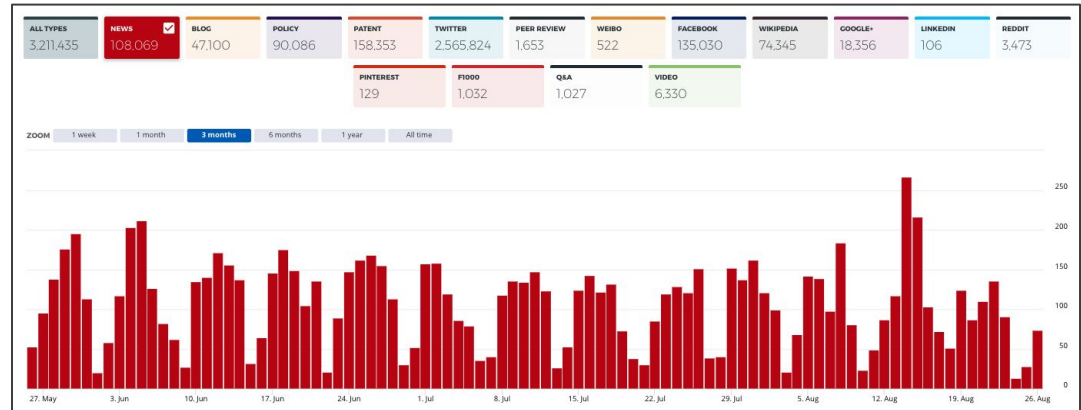 ALL TYPES NEWS BLOG POLICY PATENT TWITTER PEER REVIEW WEIBO FACEBOOK WIKIPEDIA GOOGLE+ LINKEDIN REDDIT
3,211,435 108,069 47,100 90,086 158,353 2,565,824 1,653 522 135,030 74,345 18,356 106 3,473
PINTEREST F1000 Q&A VIDEO
129 1,032 1,027 6,330
ZOOM 1 week 1 month 3 months 6 months 1 year All time
250
200
150
100
50
0
27. May 3. Jun 10. Jun 17. Jun 24. Jun 1. Jul 8. Jul 15. Jul 22. Jul 29. Jul 5. Aug 12. Aug 19. Aug 26. Aug